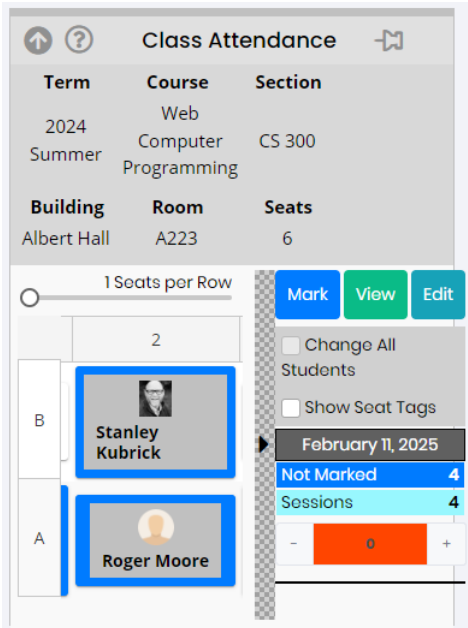 ? Class Attendance
Term Course Section
2024 Summer Web Computer Programming CS 300
Building Room Seats
Albert Hall A223 6
1 Seats per Row
Mark View Edit
2
Change All
Students
Show Seat Tags
B
Stanley
Kubrick
February 11, 2025
Not Marked 4
Sessions 4
A
Roger Moore
- 0 +